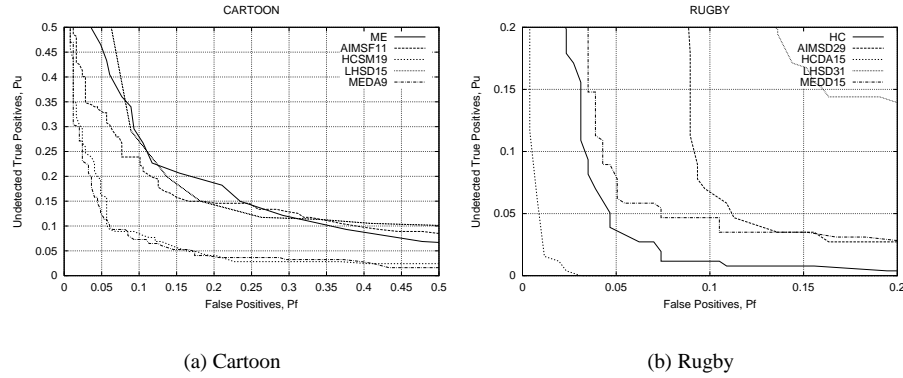 CARTOON
Undetected True Positives, Pu
0.5
0.45
0.4
0.35
0.3
0.25
0.2
0.15
0.1
0.05
0
ME
AIMSF11
HCSM19
LHSD15
MEDA9
0 0.05 0.1 0.15 0.2 0.25 0.3 0.35 0.4 0.45 0.5
False Positives, Pf
(a) Cartoon
RUGBY
Undetected True Positives, Pu
0.2
0.15
0.1
0.05
0
HC
AIMSD29
HCDA15
LHSD31
MEDD15
0 0.05 0.1 0.15 0.2
False Positives, Pf
(b) Rugby